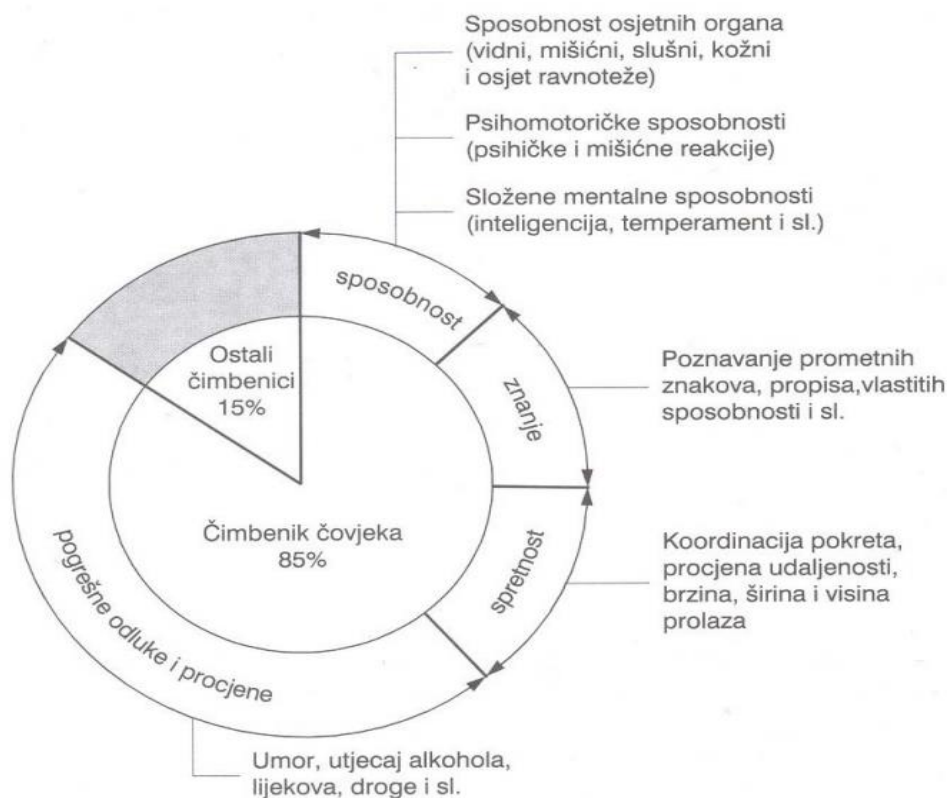 Sposobnost osjetnih organa
(vidni, mišićni, slušni, kožni
i osjet ravnoteže)
Psihomotoričke sposobnosti
(psihičke i mišićne reakcije)
Složene mentalne sposobnosti
(inteligencija, temperament i sl.)
sposobnost
Ostali
čimbenici
15%
znanje
Poznavanje prometnih
znakova, propisa,vlastitih
sposobnosti i sl.
Čimbenik čovjeka
85%
spretnost
Koordinacija pokreta,
procjena udaljenosti,
brzina, širina i visina
prolaza
pogrešne odluke i procjene
Umor, utjecaj alkohola,
lijekova, droge i sl.